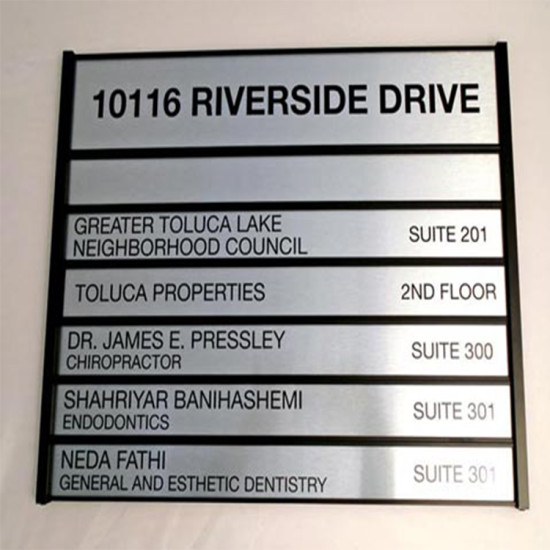 10116 RIVERSIDE DRIVE
GREATER TOLUCA LAKE
NEIGHBORHOOD COUNCIL
SUITE 201
TOLUCA PROPERTIES
2ND FLOOR
DR. JAMES E. PRESSLEY
CHIROPRACTOR
SUITE 300
SHAHRIYAR BANIHASHEMI
ENDODONTICS
SUITE 301
NEDA FATHI
GENERAL AND ESTHETIC DENTISTRY
SUITE 301